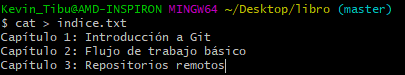 Kevin_Tibu@AMD-INSPIRON MINGW64 ~/Desktop/libro (master)
$ cat > indice.txt
Capítulo 1: Introducción a Git
Capítulo 2: Flujo de trabajo básico
Capítulo 3: Repositorios remotos